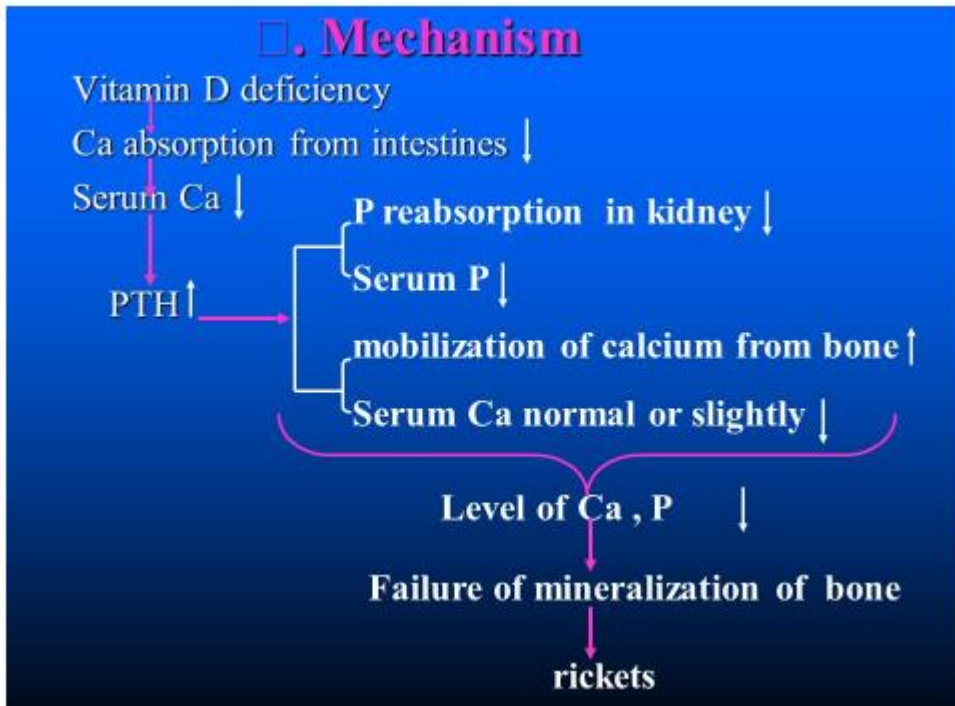 □. Mechanism
Vitamin D deficiency
Ca absorption from intestines ↓
Serum Ca ↓
P reabsorption in kidney ↓
Serum P ↓
PTH ↑
mobilization of calcium from bone ↑
Serum Ca normal or slightly ↓
Level of Ca , P ↓
Failure of mineralization of bone
rickets